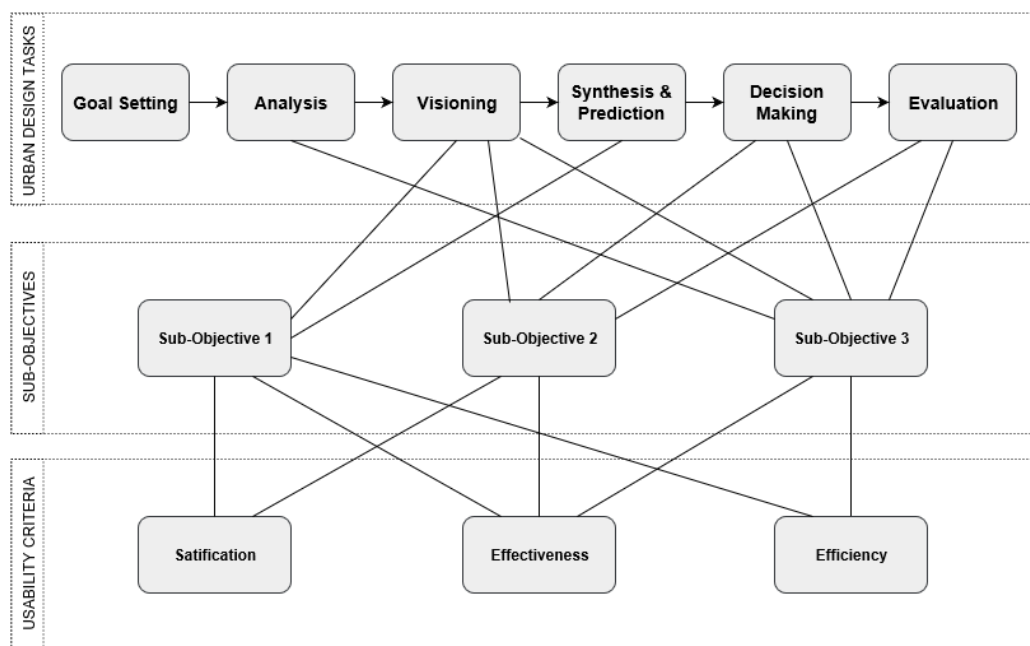 URBAN DESIGN TASKS
Goal Setting
Analysis
Visioning
Synthesis &
Prediction
Decision
Making
Evaluation
SUB-OBJECTIVES
Sub-Objective 1
Sub-Objective 2
Sub-Objective 3
USABILITY CRITERIA
Satification
Effectiveness
Efficiency